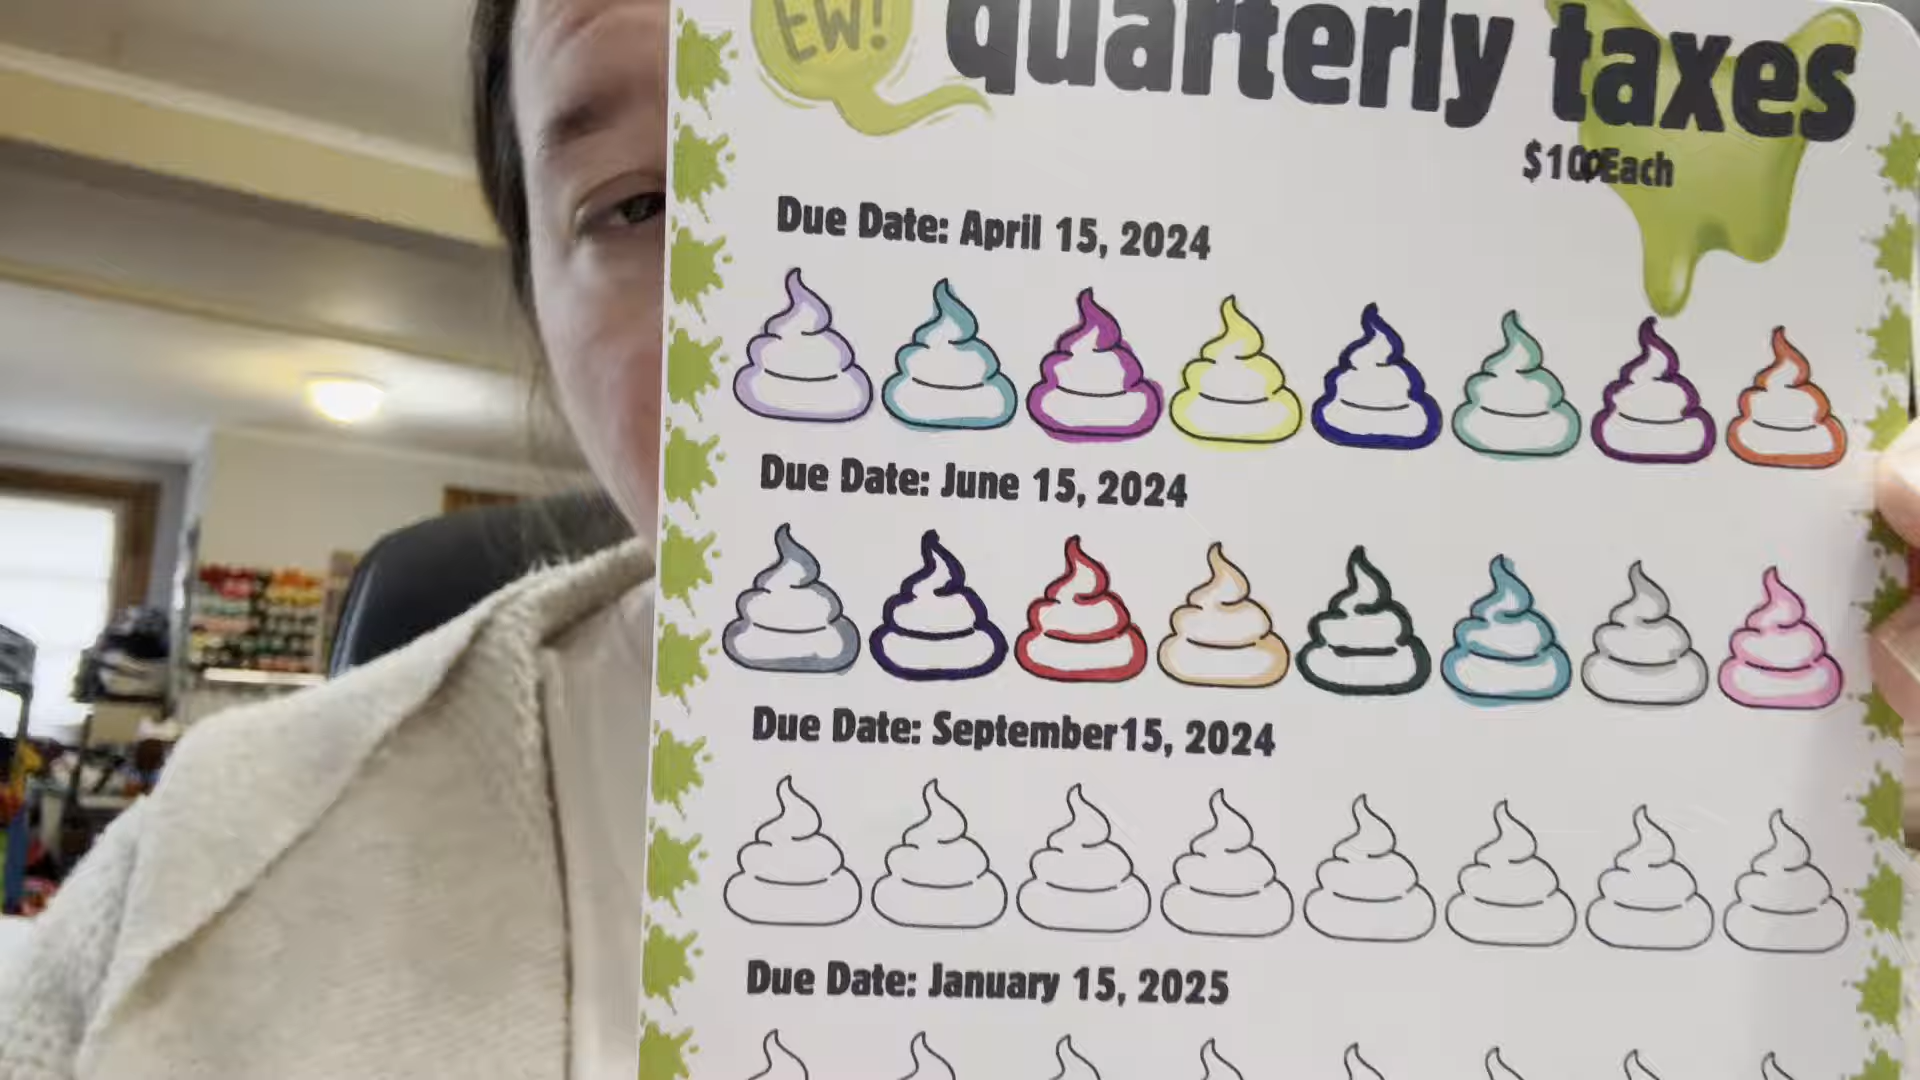 EW!
quarterly taxes
$100Each
Due Date: April 15, 2024
Due Date: June 15, 2024
Due Date: September15, 2024
Due Date: January 15, 2025